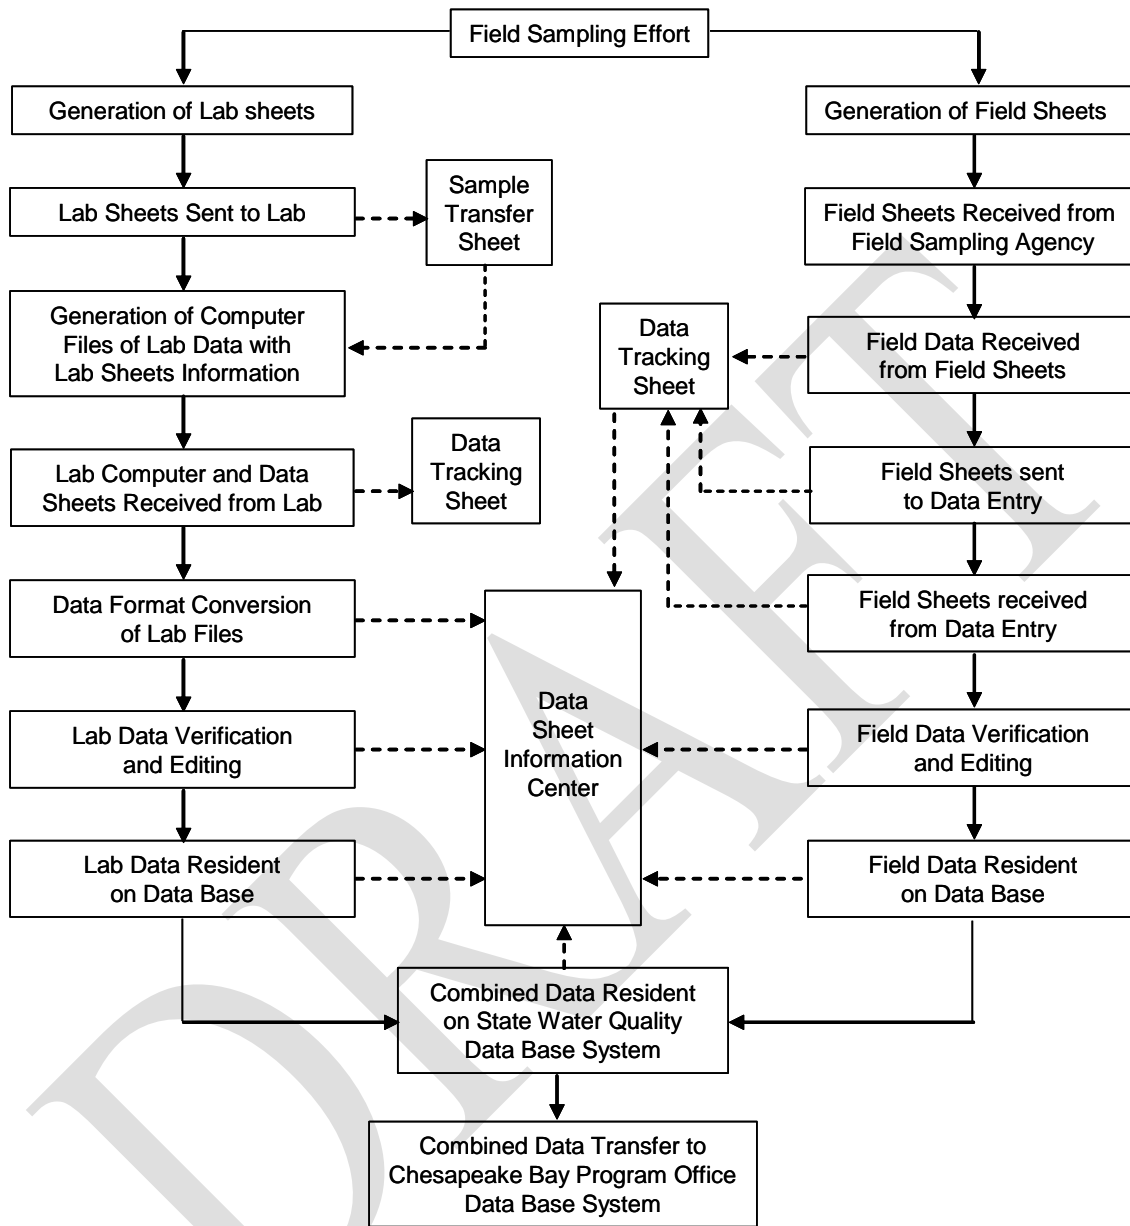 Field Sampling Effort
Generation of Lab sheets
Generation of Field Sheets
Lab Sheets Sent to Lab
Sample
Transfer
Sheet
Field Sheets Received from
Field Sampling Agency
Generation of Computer
Files of Lab Data with
Lab Sheets Information
Data
Tracking
Sheet
Field Data Received
from Field Sheets
Lab Computer and Data
Sheets Received from Lab
Data
Tracking
Sheet
Field Sheets sent
to Data Entry
Data Format Conversion
of Lab Files
Field Sheets received
from Data Entry
Lab Data Verification
and Editing
Data
Sheet
Information
Center
Field Data Verification
and Editing
Lab Data Resident
on Data Base
Field Data Resident
on Data Base
Combined Data Resident
on State Water Quality
Data Base System
Combined Data Transfer to
Chesapeake Bay Program Office
Data Base System
DRAFT